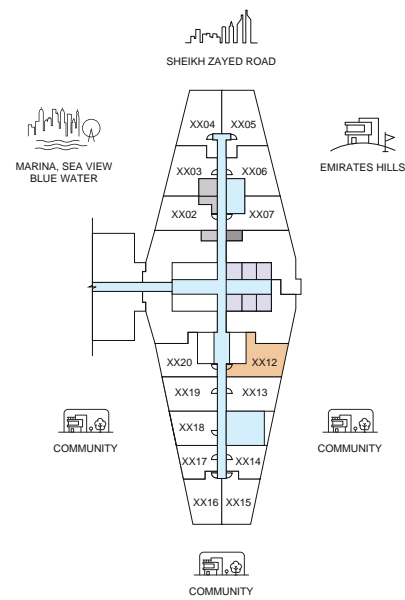 SHEIKH ZAYED ROAD
MARINA, SEA VIEW
BLUE WATER
EMIRATES HILLS
XX04 XX05
XX03 XX06
XX02 XX07
XX20 XX12
XX19 XX13
XX18
XX17 XX14
XX16 XX15
COMMUNITY
COMMUNITY
COMMUNITY